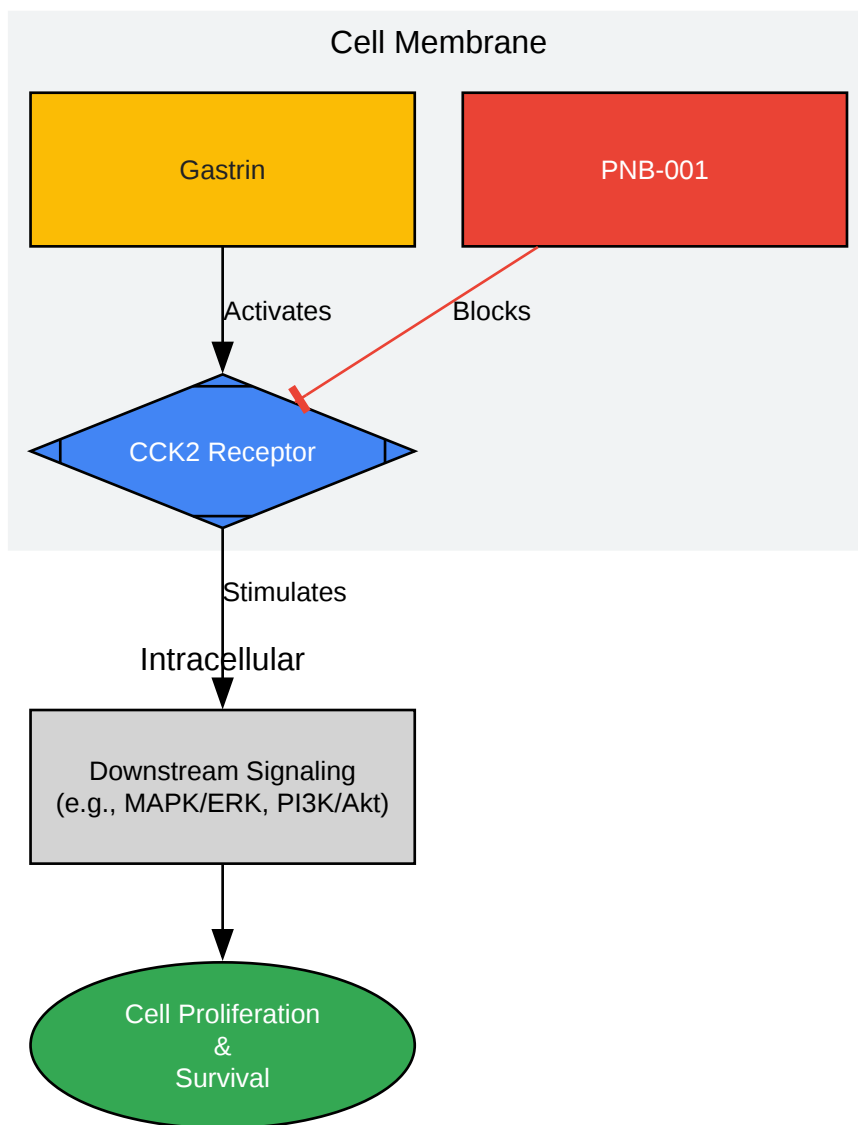 Cell Membrane
Gastrin
PNB-001
Activates
Blocks
CCK2 Receptor
Stimulates
Intracellular
Downstream Signaling
(e.g., MAPK/ERK, PI3K/Akt)
Cell Proliferation
&
Survival